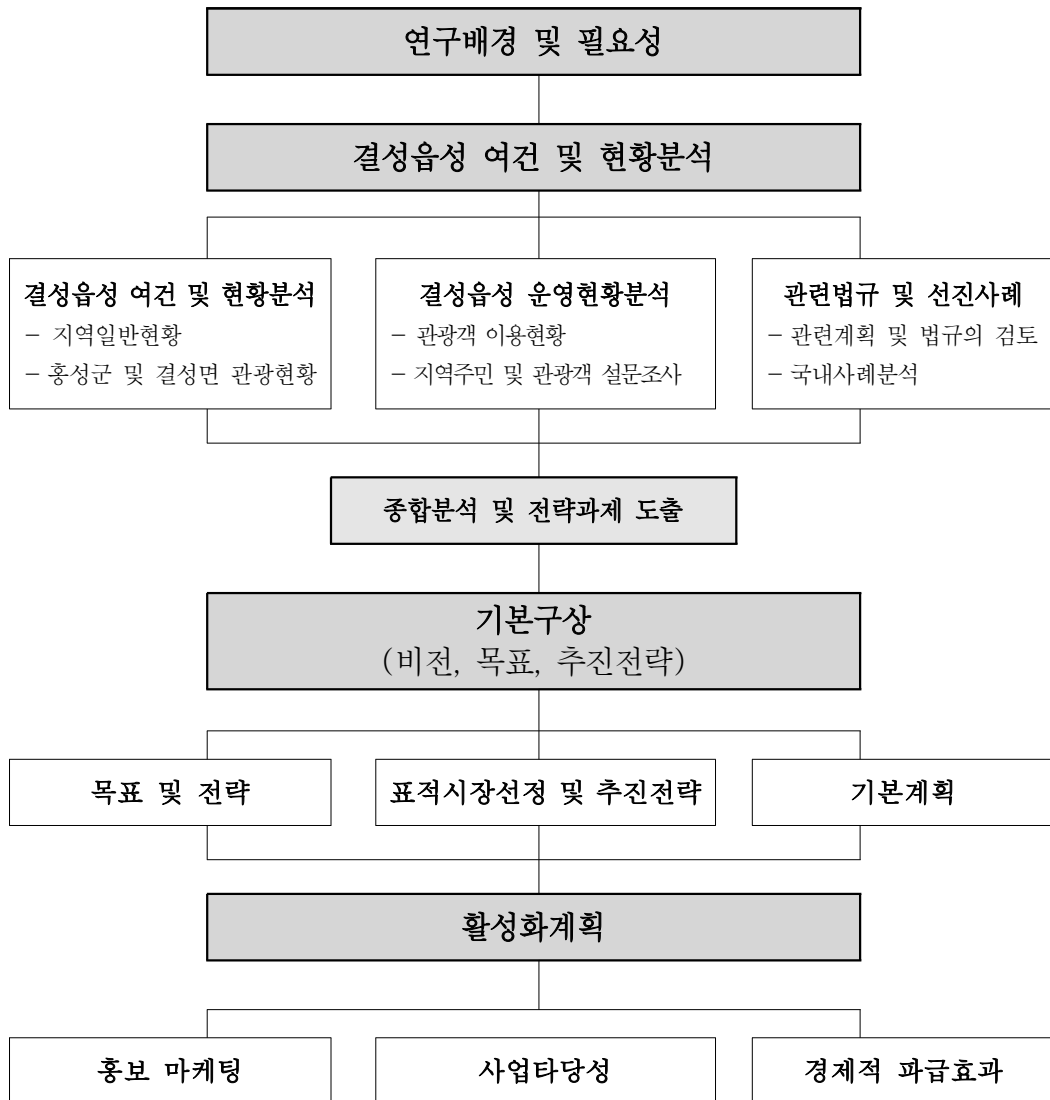 연구배경 및 필요성
결성읍성 여건 및 현황분석
결성읍성 여건 및 현황분석
- 지역일반현황
- 홍성군 및 결성면 관광현황
결성읍성 운영현황분석
- 관광객 이용현황
- 지역주민 및 관광객 설문조사
관련법규 및 선진사례
- 관련계획 및 법규의 검토
- 국내사례분석
종합분석 및 전략과제 도출
기본구상
(비전, 목표, 추진전략)
목표 및 전략
표적시장선정 및 추진전략
기본계획
활성화계획
홍보 마케팅
사업타당성
경제적 파급효과